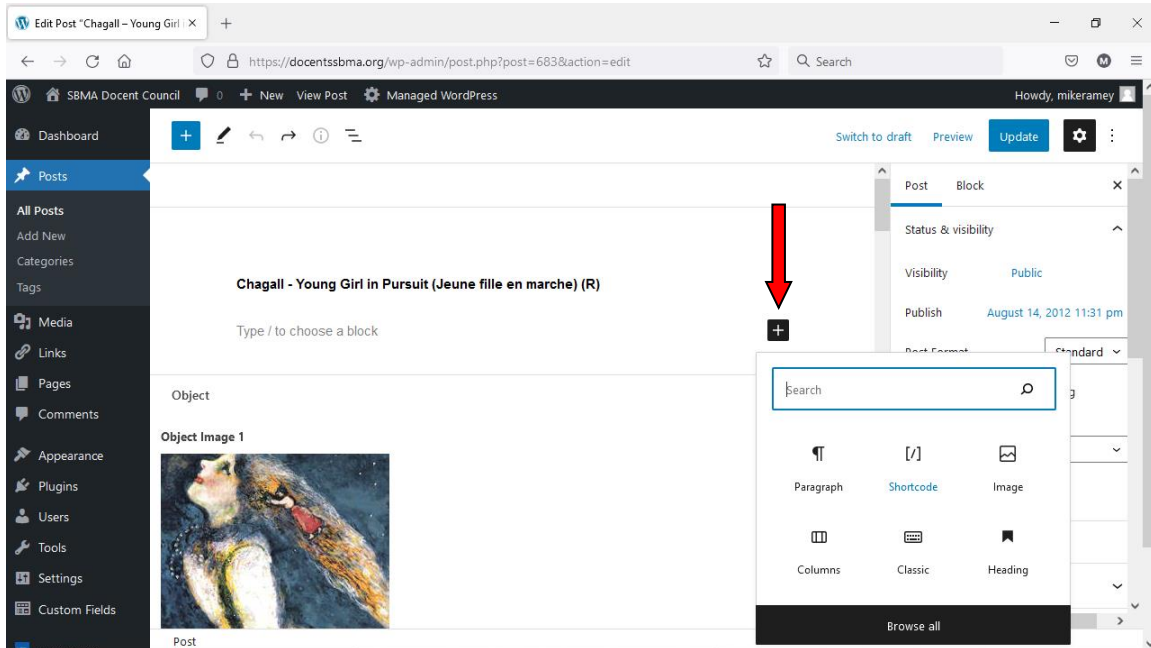 Edit Post "Chagall – Young Girl i
https://docentssbma.org/wp-admin/post.php?post=683&action=edit
Search
M
SBMA Docent Council 0 + New View Post Managed WordPress
Howdy, mikeramey
Dashboard
Posts
All Posts
Add New
Categories
Tags
Media
Links
Pages
Comments
Appearance
Plugins
Users
Tools
Settings
Custom Fields
Switch to draft Preview Update
Chagall - Young Girl in Pursuit (Jeune fille en marche) (R)
Type / to choose a block
Object
Object Image 1
Post
Post Block
Status & visibility
Visibility Public
Publish August 14, 2012 11:31 pm
Post Format Standard
g
Search
¶ [/]
Paragraph Shortcode Image
Columns Classic Heading
Browse all